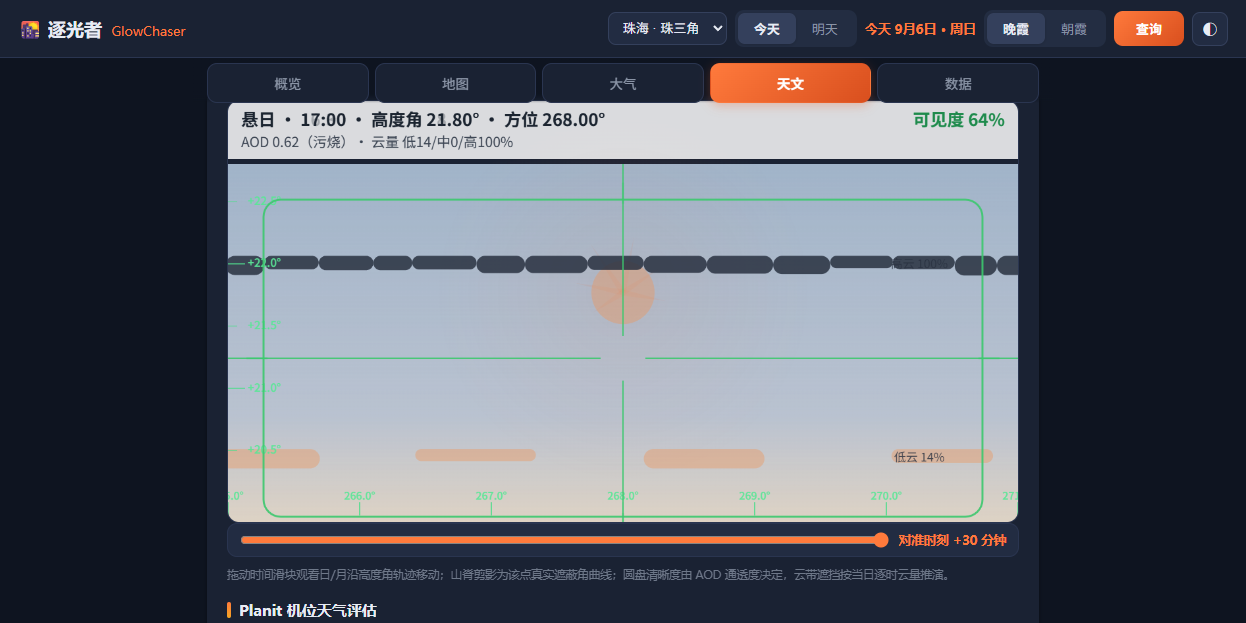 逐光者 GlowChaser 珠海 · 珠三角 今天 明天 今天 9月6日 • 周日 晚霞 朝霞 查询
概览 地图 大气 天文 数据
悬日 · 17:00 · 高度角 21.80° · 方位 268.00° 可见度 64%
AOD 0.62（污烧） · 云量 低14/中0/高100%
+22.0°
高云 100%
+21.5°
+21.0°
+20.5°
低云 14%
266.0° 267.0° 268.0° 269.0° 270.0°
对准时刻 +30 分钟
拖动时间滑块观看日/月沿高度角轨迹移动；山脊剪影为该点真实遮蔽角曲线；圆盘清晰度由 AOD 通透度决定，云带遮挡按当日逐时云量推演。
Planit 机位天气评估